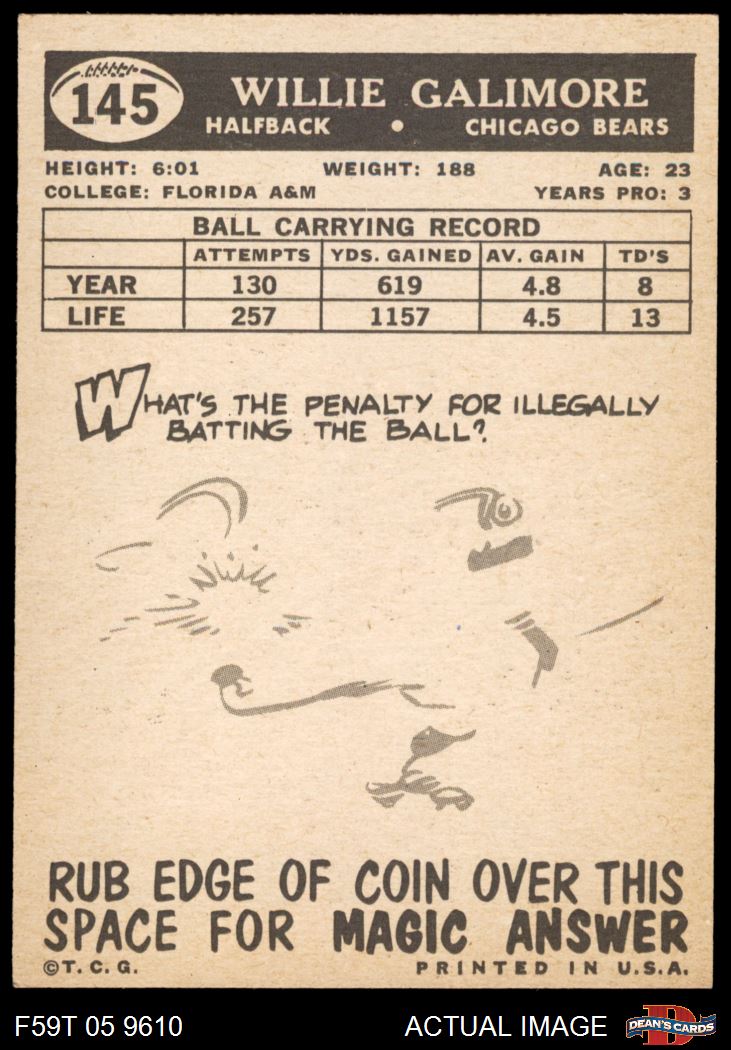 145
WILLIE GALIMORE
HALFBACK • CHICAGO BEARS
HEIGHT: 6:01 WEIGHT: 188 AGE: 23
COLLEGE: FLORIDA A&M YEARS PRO: 3
BALL CARRYING RECORD
ATTEMPTS YDS. GAINED AV. GAIN TD'S
YEAR 130 619 4.8 8
LIFE 257 1157 4.5 13
WHAT'S THE PENALTY FOR ILLEGALLY
BATTING THE BALL?
RUB EDGE OF COIN OVER THIS
SPACE FOR MAGIC ANSWER
©T. C. G. PRINTED IN U.S.A.
F59T 05 9610 ACTUAL IMAGE D DEAN'S CARDS